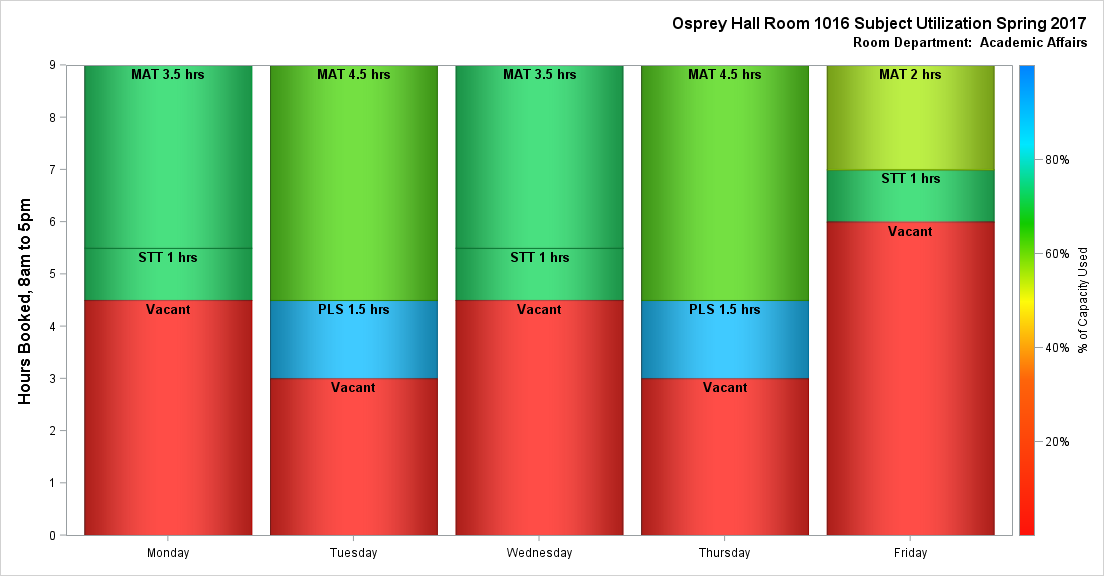 Osprey Hall Room 1016 Subject Utilization Spring 2017
Room Department:  Academic Affairs
Hours Booked, 8am to 5pm
9
8
7
6
5
4
3
2
1
0
MAT 3.5 hrs
STT 1 hrs
Vacant
MAT 4.5 hrs
PLS 1.5 hrs
Vacant
MAT 3.5 hrs
STT 1 hrs
Vacant
MAT 4.5 hrs
PLS 1.5 hrs
Vacant
MAT 2 hrs
STT 1 hrs
Vacant
Monday
Tuesday
Wednesday
Thursday
Friday
80%
60%
40%
20%
% of Capacity Used